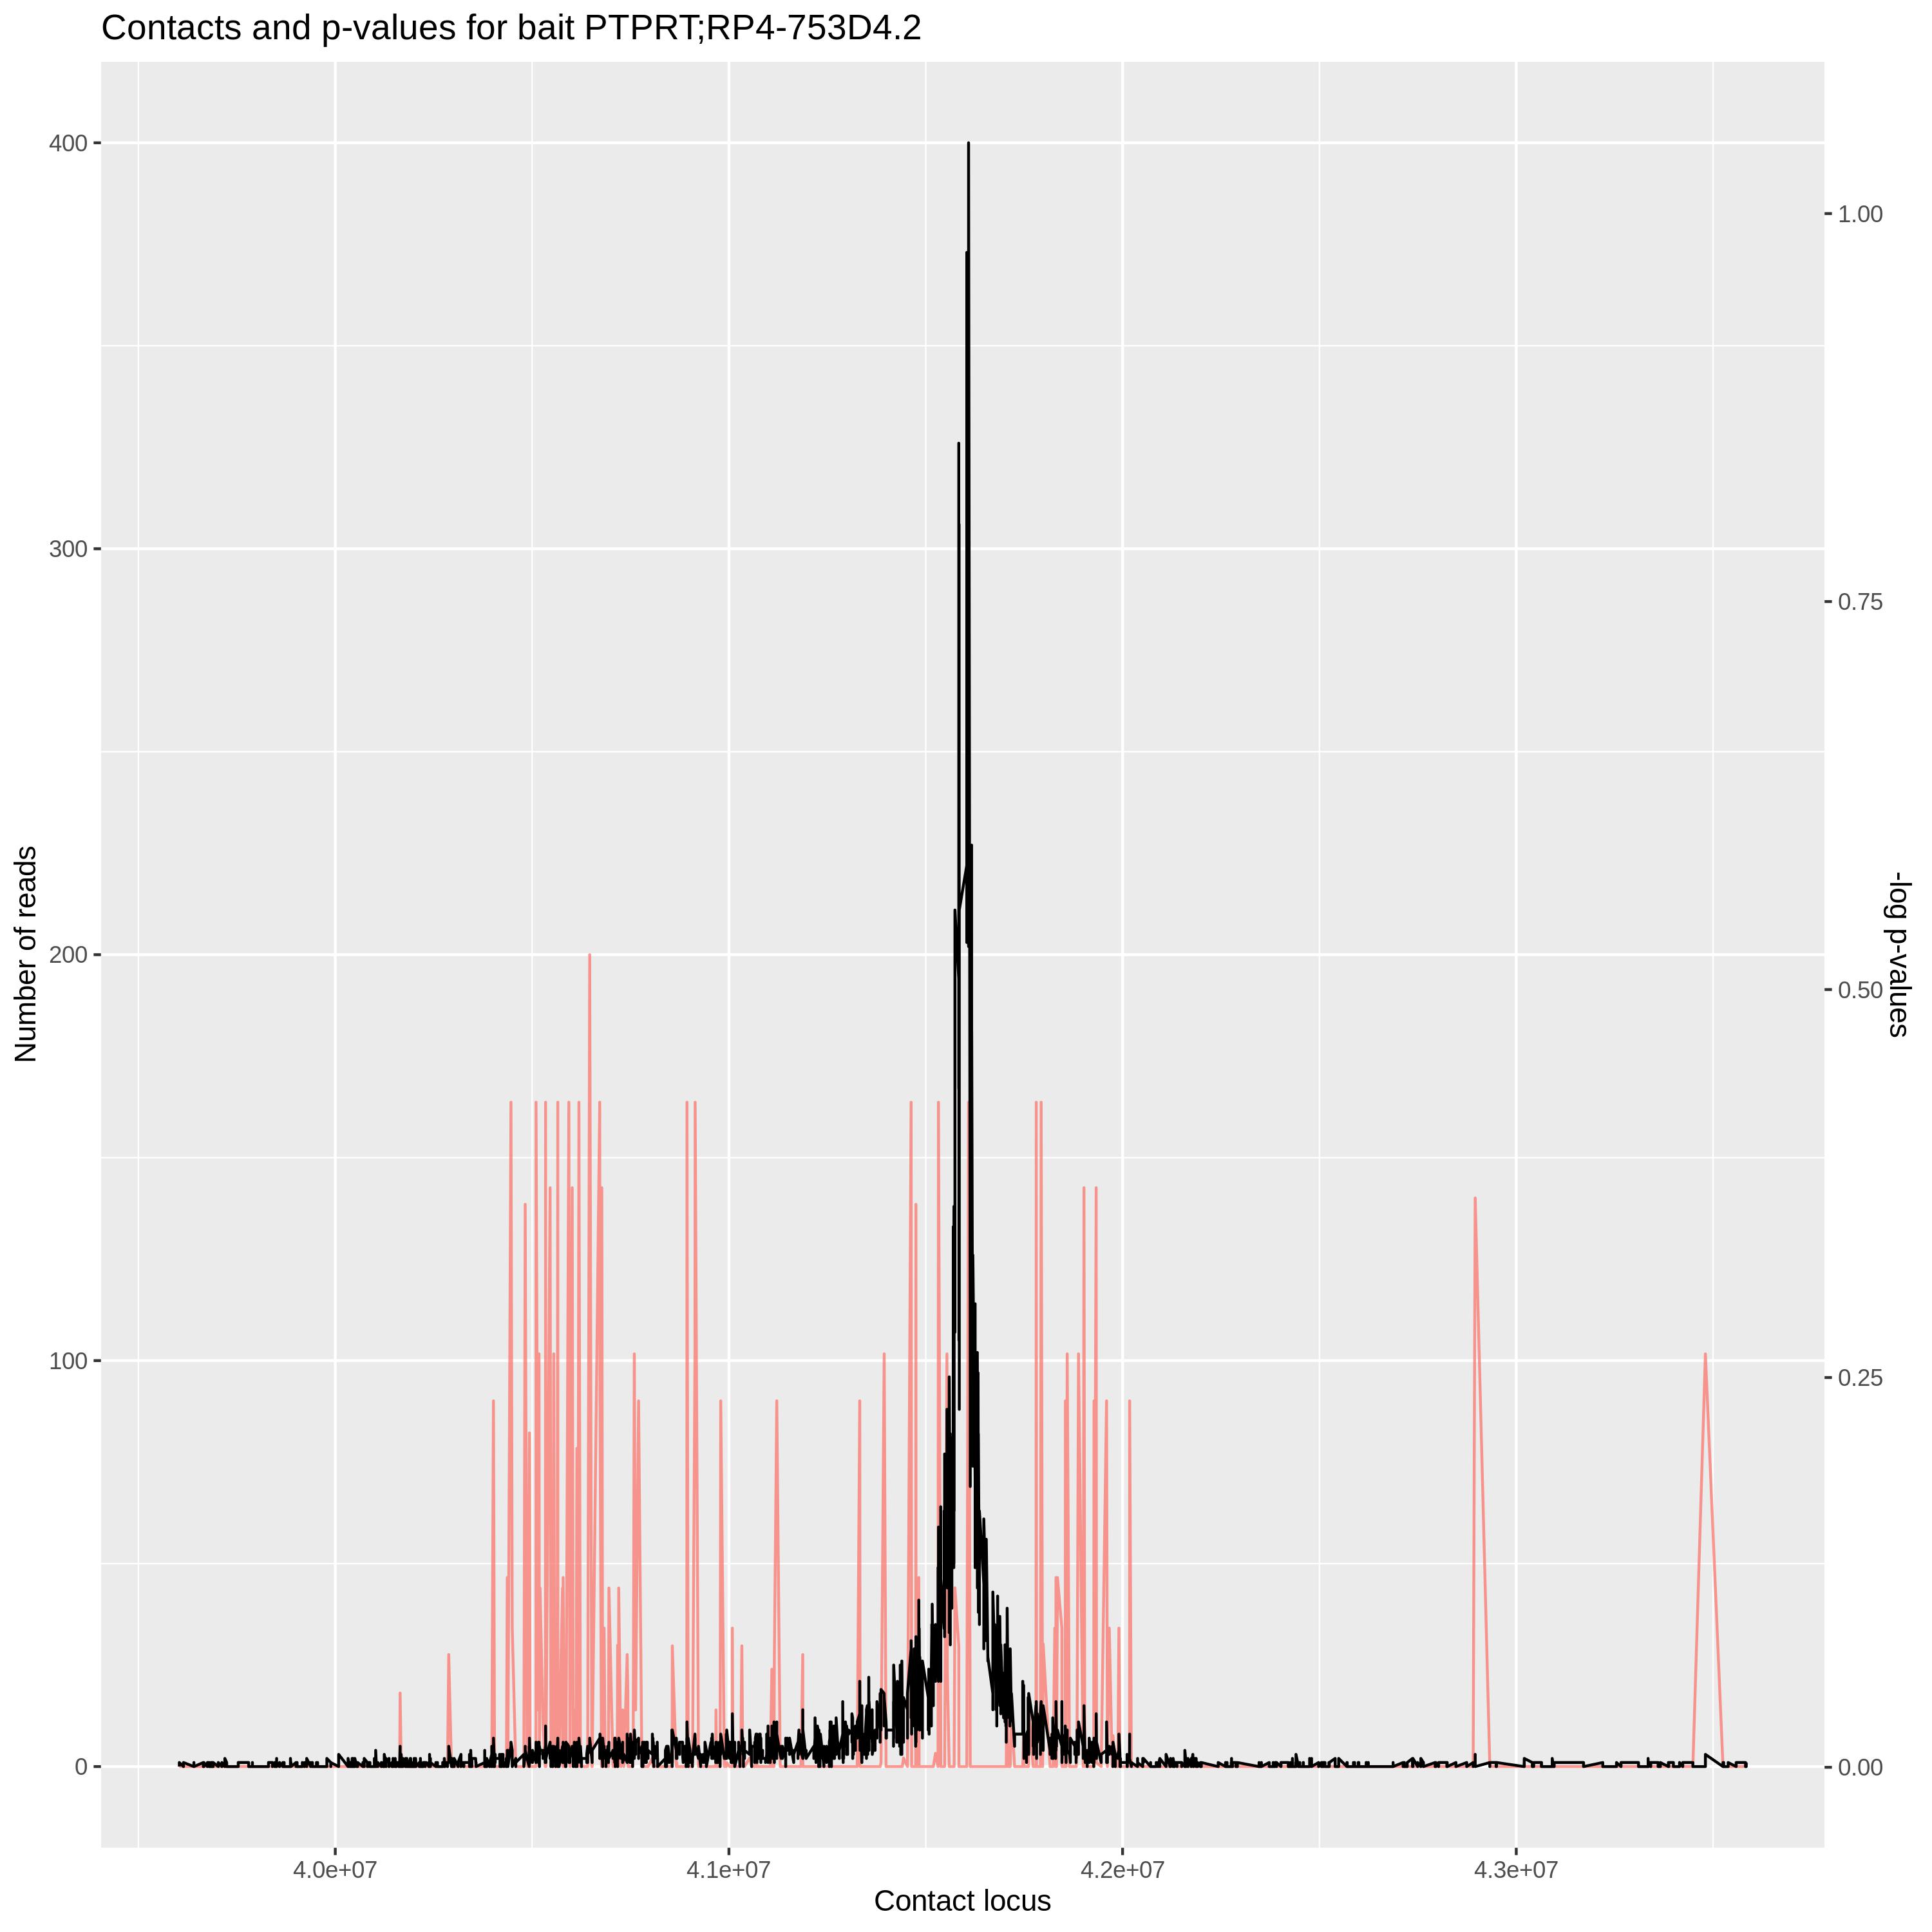 Contacts and p-values for bait PTPRT;RP4-753D4.2
400
300
200
100
0
Number of reads
1.00
0.75
0.50
0.25
0.00
-log p-values
4.0e+07
4.1e+07
4.2e+07
4.3e+07
Contact locus